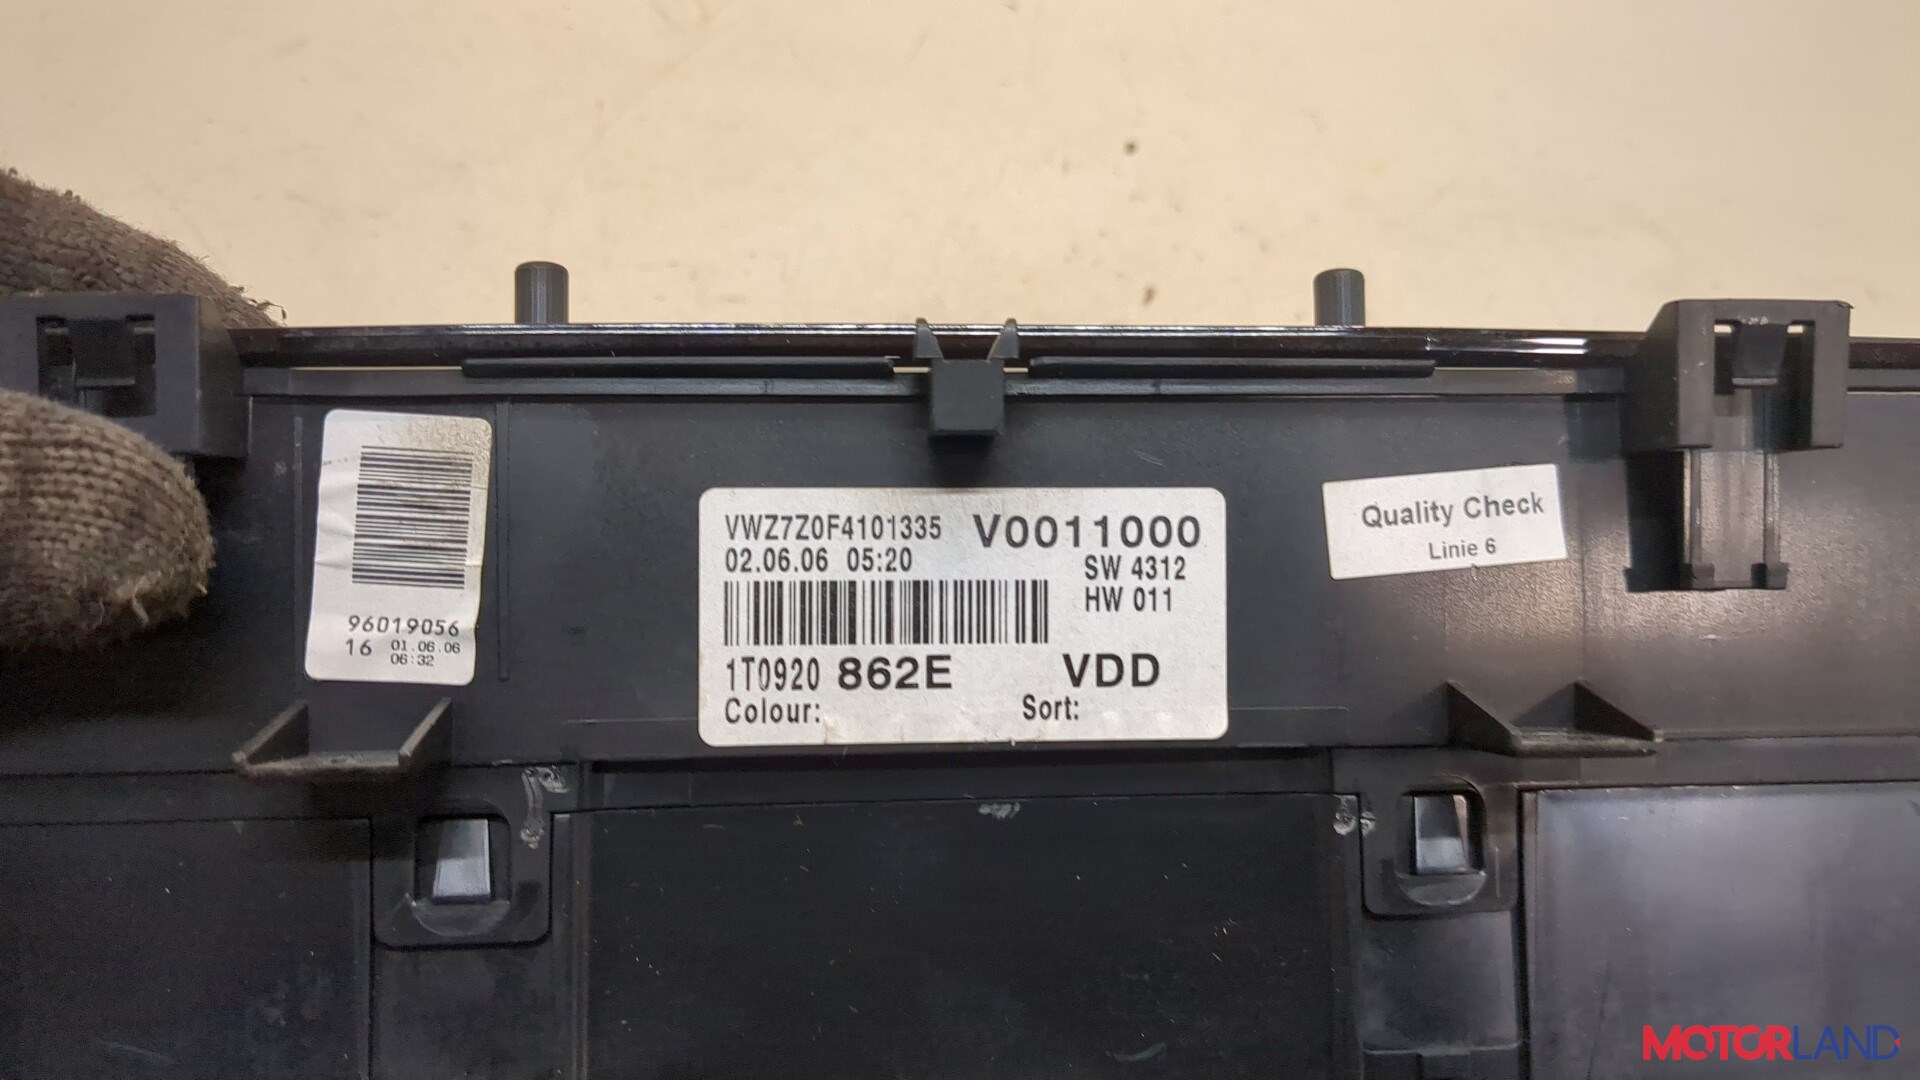 96019056
16 01.06.06
06:32
VWZ7Z0F4101335 V0011000
02.06.06 05:20 SW 4312
HW 011
1T0920 862E VDD
Colour: Sort:
Quality Check
Linie 6
MOTORLAND